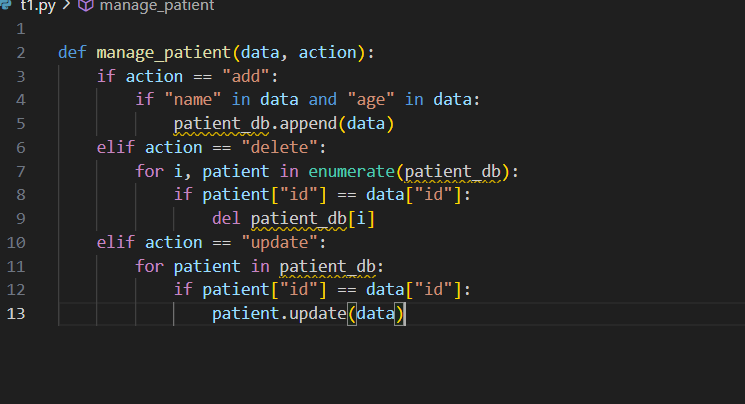 t1.py > manage_patient
1
2 def manage_patient(data, action):
3     if action == "add":
4         if "name" in data and "age" in data:
5             patient_db.append(data)
6     elif action == "delete":
7         for i, patient in enumerate(patient_db):
8             if patient["id"] == data["id"]:
9                 del patient_db[i]
10     elif action == "update":
11         for patient in patient_db:
12             if patient["id"] == data["id"]:
13                 patient.update(data)